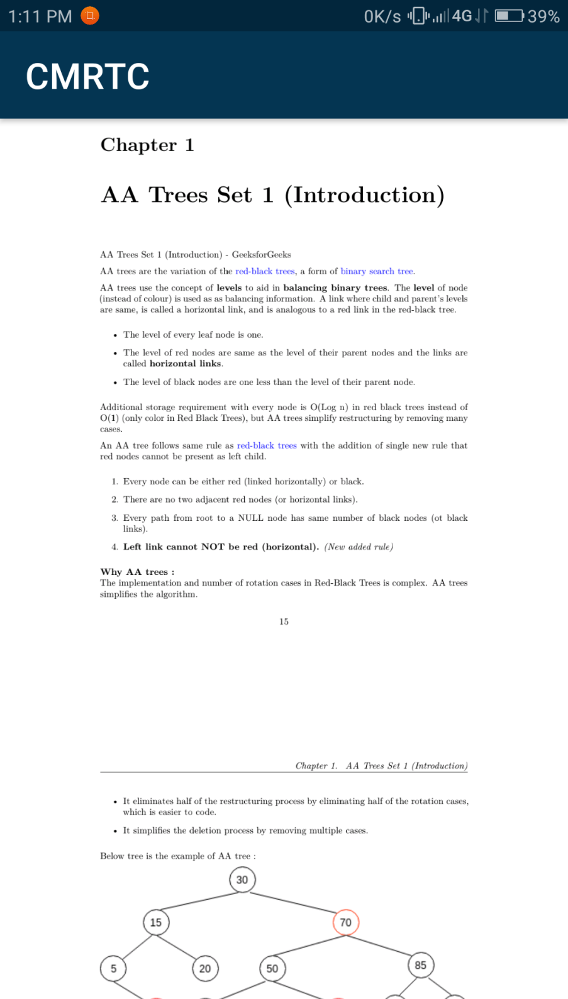 1:11 PM 0K/s 4G 39%
CMRTC
Chapter 1
AA Trees Set 1 (Introduction)
AA Trees Set 1 (Introduction) - GeeksforGeeks
AA trees are the variation of the red-black trees, a form of binary search tree.
AA trees use the concept of levels to aid in balancing binary trees. The level of node
(instead of colour) is used as as balancing information. A link where child and parent's levels
are same, is called a horizontal link, and is analogous to a red link in the red-black tree.
• The level of every leaf node is one.
• The level of red nodes are same as the level of their parent nodes and the links are
called horizontal links.
• The level of black nodes are one less than the level of their parent node.
Additional storage requirement with every node is O(Log n) in red black trees instead of
O(1) (only color in Red Black Trees), but AA trees simplify restructuring by removing many
cases.
An AA tree follows same rule as red-black trees with the addition of single new rule that
red nodes cannot be present as left child.
1. Every node can be either red (linked horizontally) or black.
2. There are no two adjacent red nodes (or horizontal links).
3. Every path from root to a NULL node has same number of black nodes (ot black
links).
4. Left link cannot NOT be red (horizontal). (New added rule)
Why AA trees :
The implementation and number of rotation cases in Red-Black Trees is complex. AA trees
simplifies the algorithm.
15
Chapter 1. AA Trees Set 1 (Introduction)
• It eliminates half of the restructuring process by eliminating half of the rotation cases,
which is easier to code.
• It simplifies the deletion process by removing multiple cases.
Below tree is the example of AA tree :
30
15 70
5 20 50 85